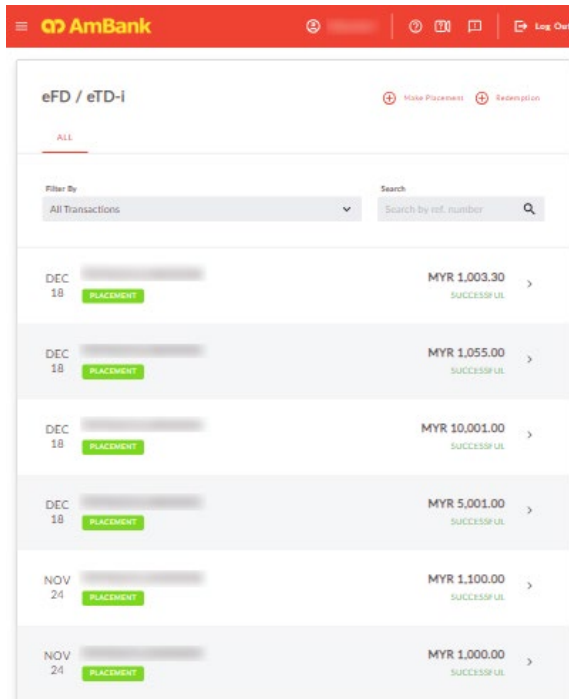 AmBank
Log Out
eFD / eTD-i
Make Placement Redemption
ALL
Filter By Search
All Transactions Search by ref. number
DEC MYR 1,003.30
18 PLACEMENT SUCCESSFUL
DEC MYR 1,055.00
18 PLACEMENT SUCCESSFUL
DEC MYR 10,001.00
18 PLACEMENT SUCCESSFUL
DEC MYR 5,001.00
18 PLACEMENT SUCCESSFUL
NOV MYR 1,100.00
24 PLACEMENT SUCCESSFUL
NOV MYR 1,000.00
24 PLACEMENT SUCCESSFUL